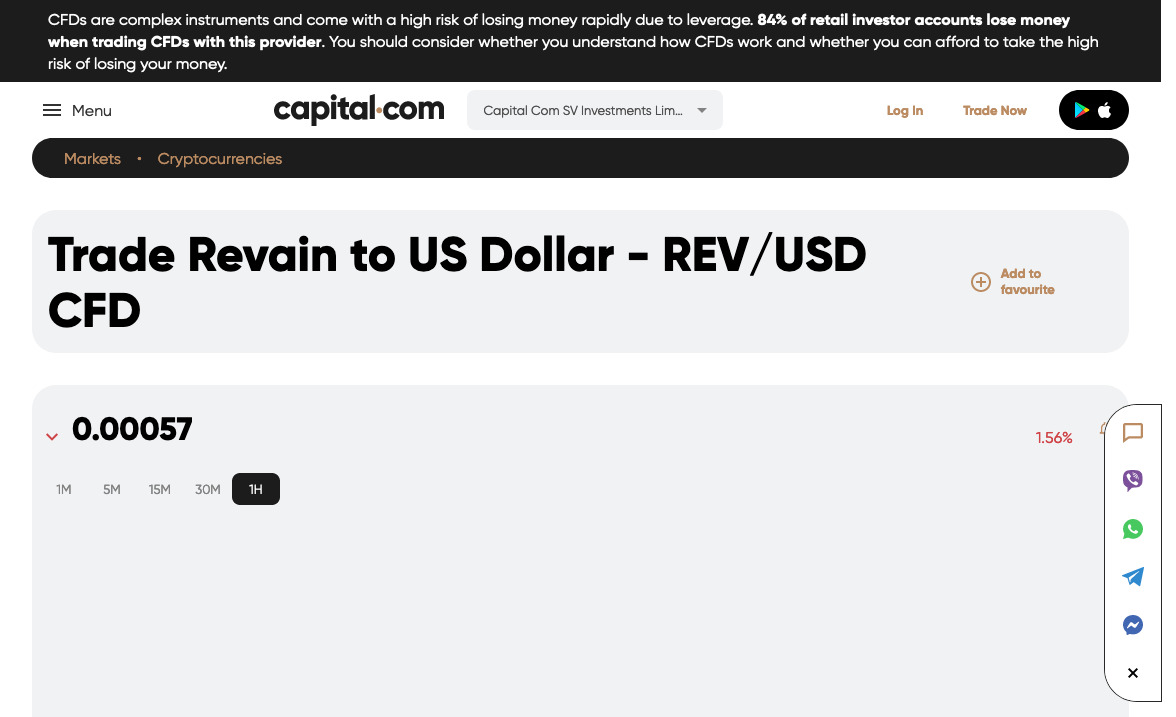 CFDs are complex instruments and come with a high risk of losing money rapidly due to leverage. 84% of retail investor accounts lose money
when trading CFDs with this provider. You should consider whether you understand how CFDs work and whether you can afford to take the high
risk of losing your money.
Menu
capital.com
Capital Com SV Investments Lim...
Log In
Trade Now
Markets · Cryptocurrencies
Trade Revain to US Dollar - REV/USD
CFD
Add to
favourite
0.00057
1.56%
1M 5M 15M 30M 1H